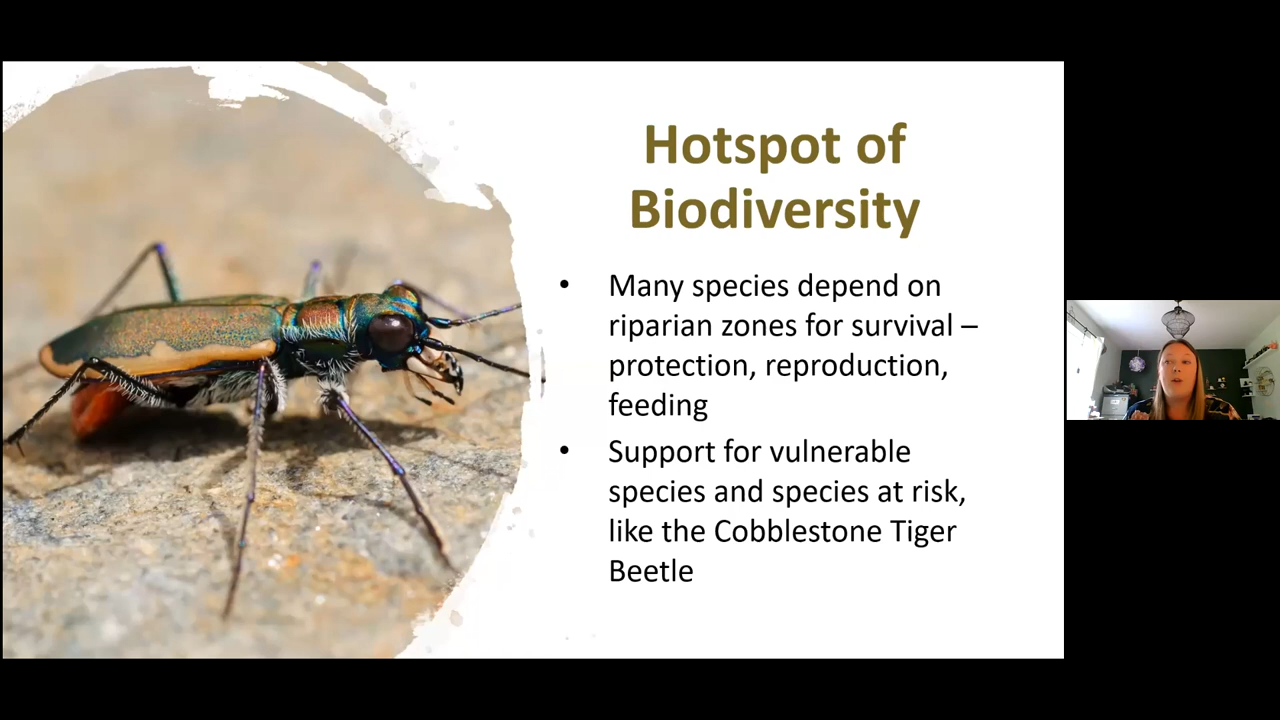 Hotspot of
Biodiversity
• Many species depend on
riparian zones for survival –
protection, reproduction,
feeding
• Support for vulnerable
species and species at risk,
like the Cobblestone Tiger
Beetle